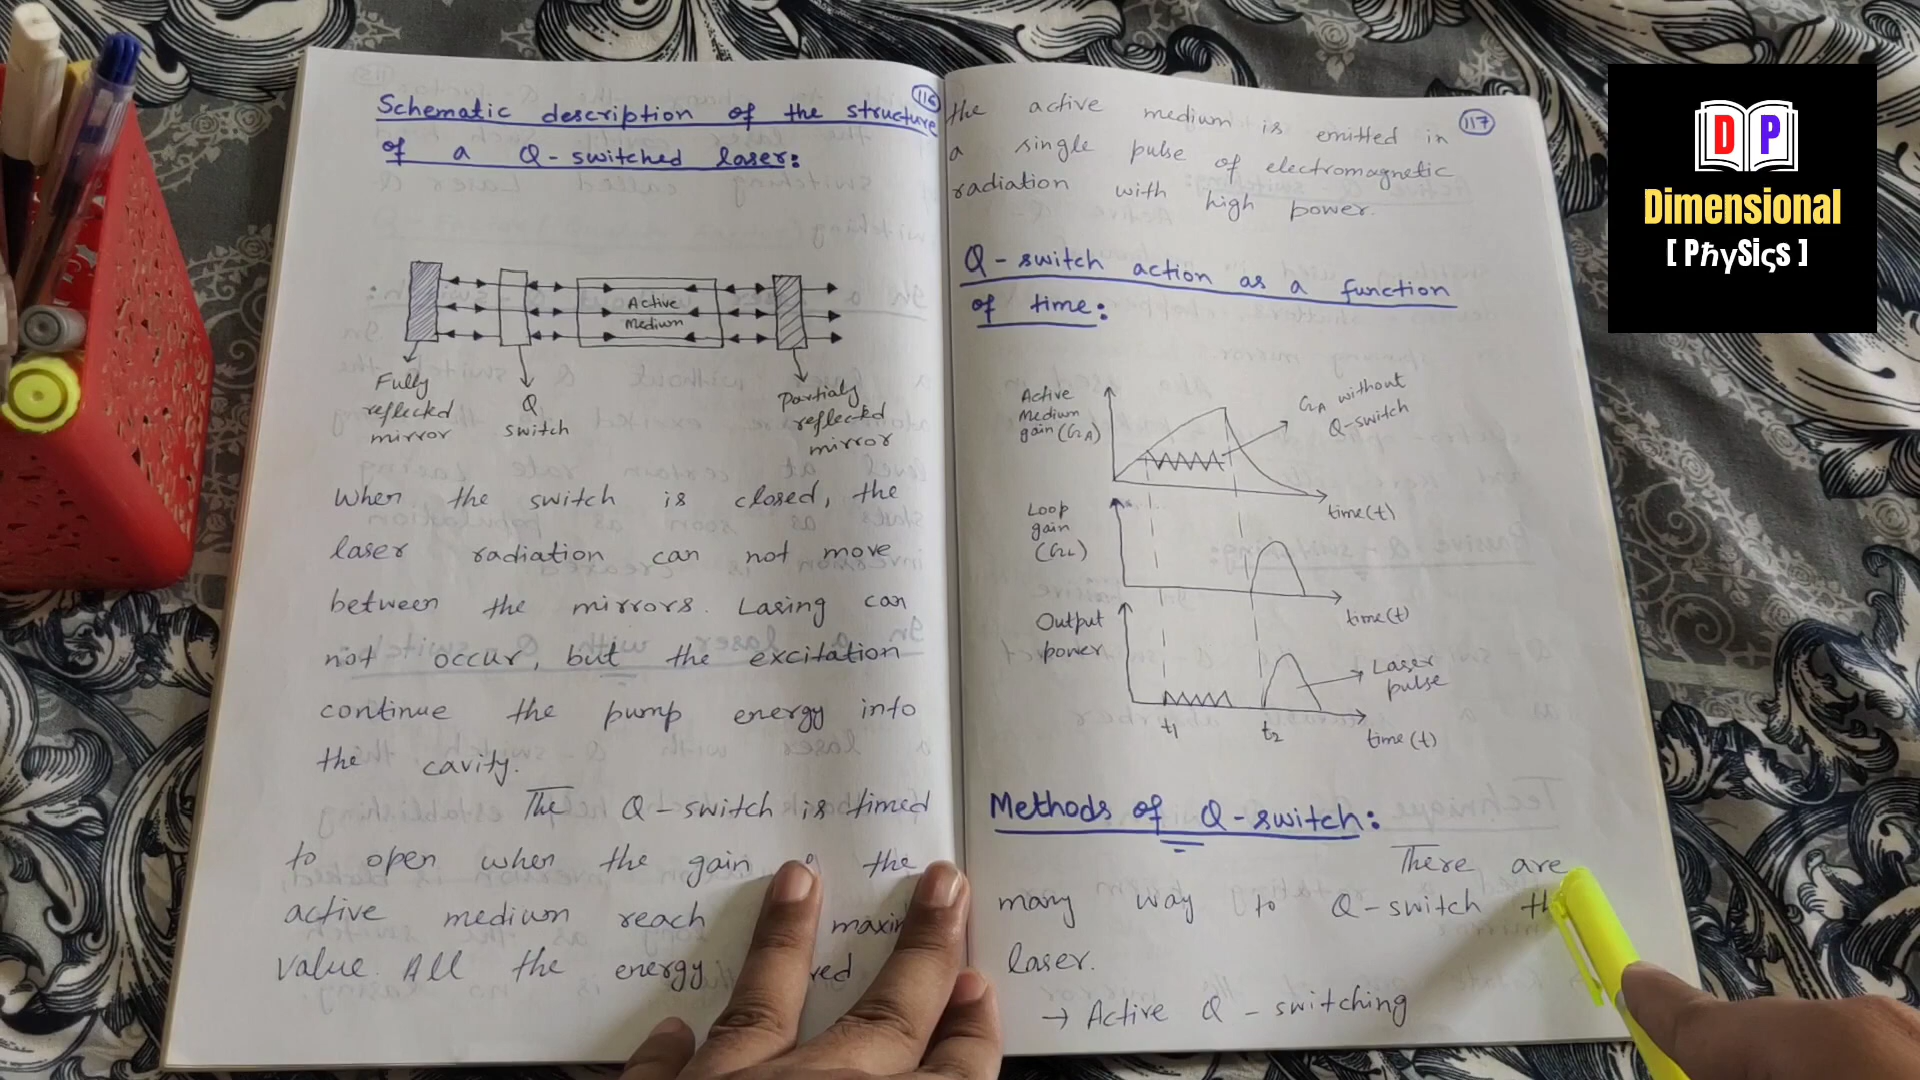 116
Schematic description of the structure
of a Q-switched laser:
Active
Medium
Fully
reflected
mirror
Q
switch
Partialy
reflected
mirror
When the switch is closed, the
laser radiation can not move
between the mirrors. Lasing can
not occur, but the excitation
continue the pump energy into
the cavity.
The Q-switch is timed
to open when the gain the
active medium reach
value. All the energy
117
the active medium is emitted in
a single pulse of electromagnetic
radiation with high power.
Q-switch action as a function
of time:
Active
Medium
gain (GA)
GA without
Q-switch
time(t)
Loop
gain
(GL)
time(t)
Output
power
Laser
pulse
t1
t2
time(t)
Methods of Q-switch:
There are
many way to Q-switch
laser.
→ Active Q-switching
DP
Dimensional
[ PħγSiςs ]